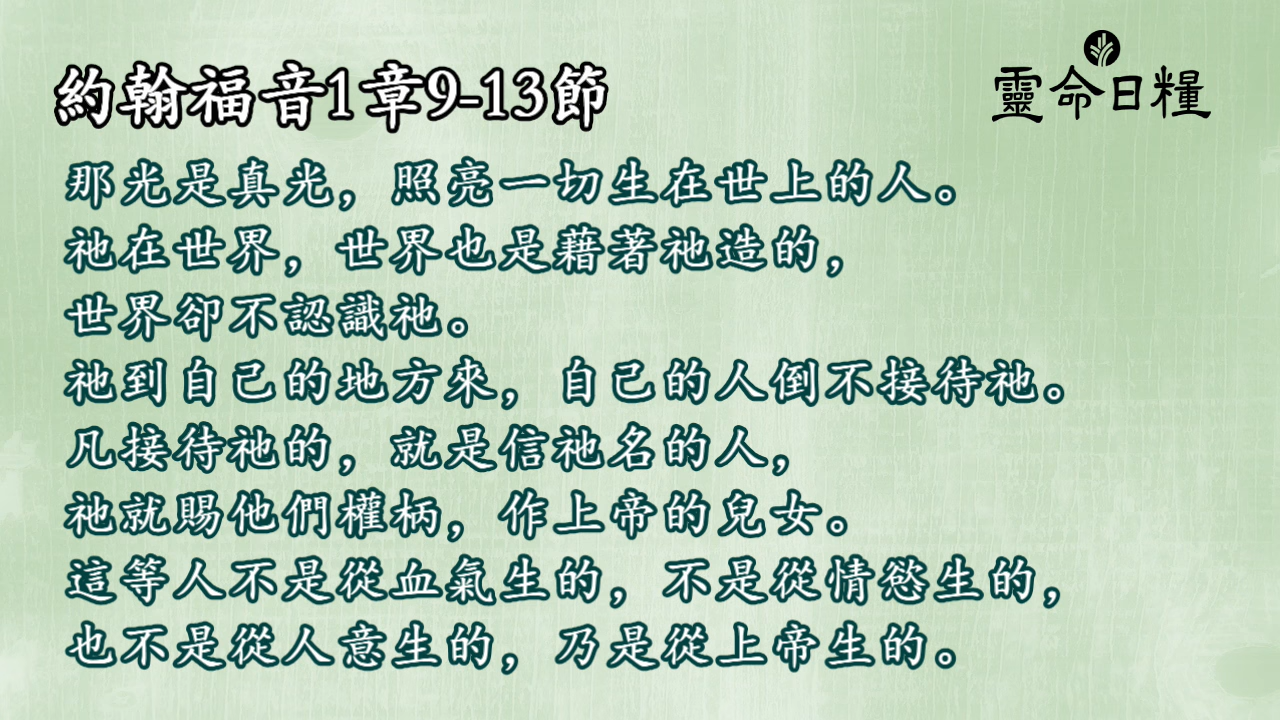 約翰福音1章9-13節
靈命日糧
那光是真光，照亮一切生在世上的人。
祂在世界，世界也是藉著祂造的，
世界卻不認識祂。
祂到自己的地方來，自己的人倒不接待祂。
凡接待祂的，就是信祂名的人，
祂就賜他們權柄，作上帝的兒女。
這等人不是從血氣生的，不是從情慾生的，
也不是從人意生的，乃是從上帝生的。